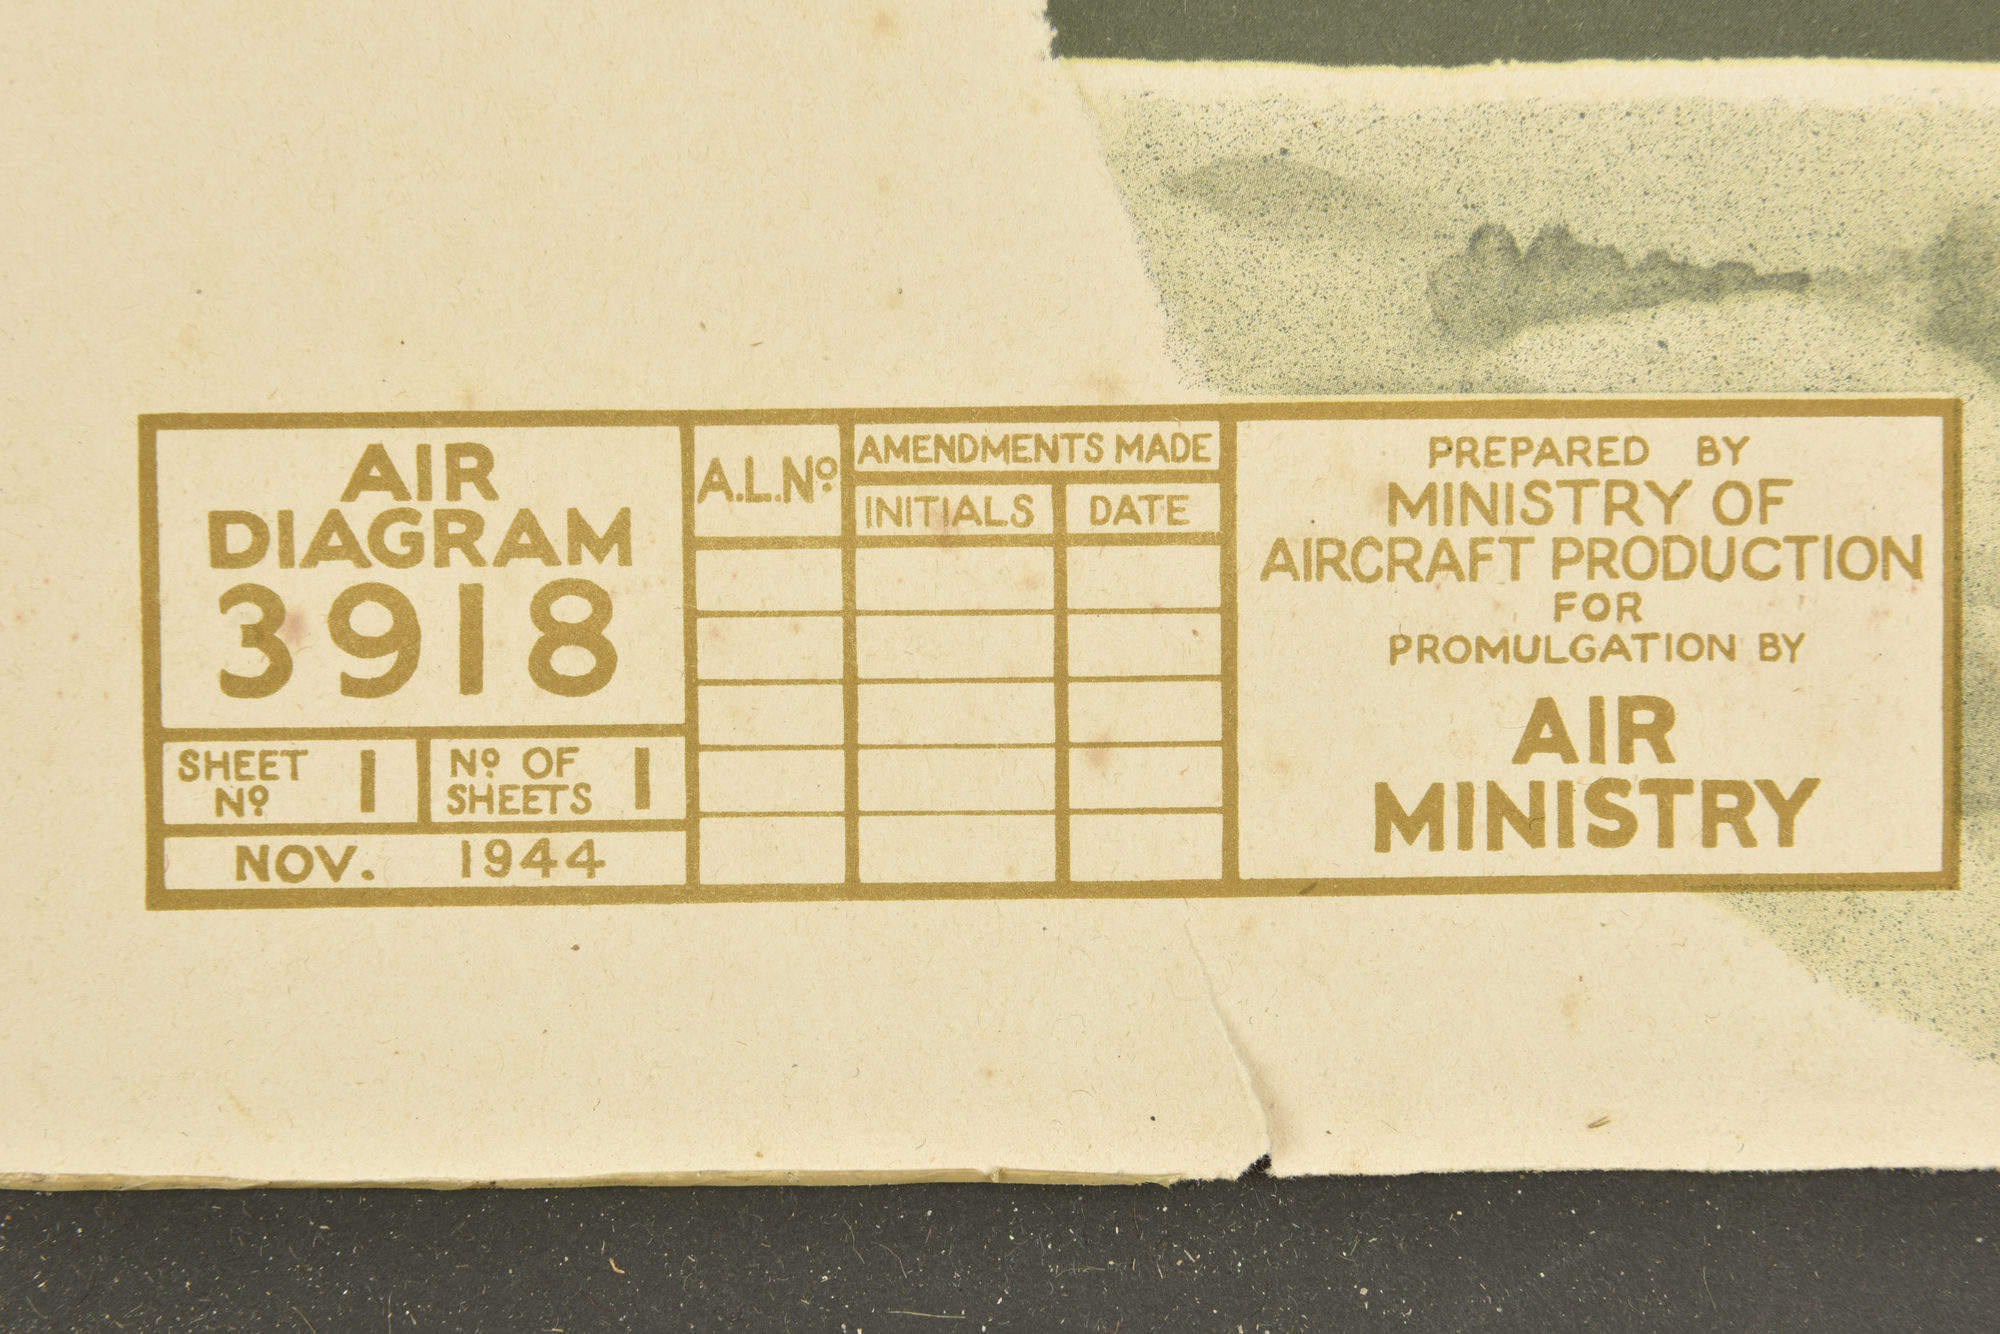 AIR
DIAGRAM
3918
SHEET Nº 1
Nº OF SHEETS 1
NOV. 1944
A.L.Nº
AMENDMENTS MADE
INITIALS DATE
PREPARED BY
MINISTRY OF
AIRCRAFT PRODUCTION
FOR
PROMULGATION BY
AIR
MINISTRY